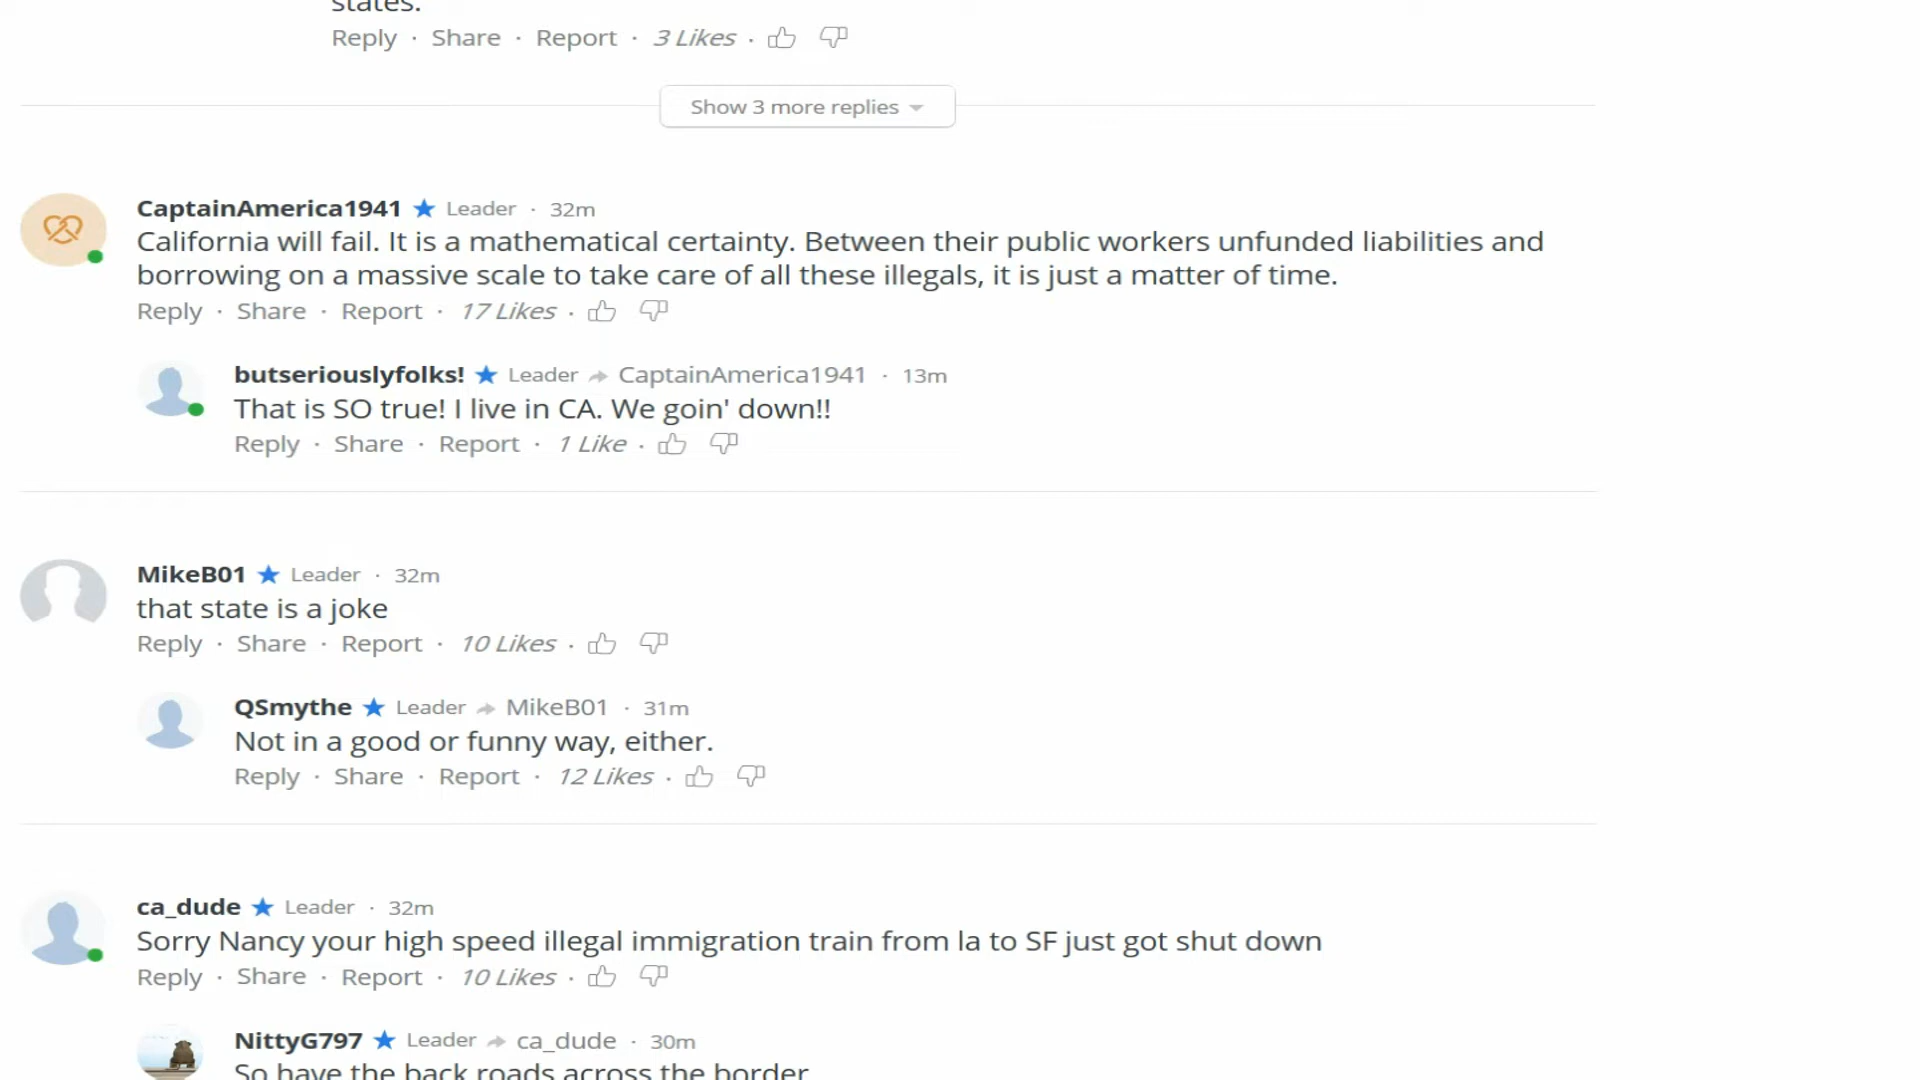 states.
Reply · Share · Report · 3 Likes ·
Show 3 more replies
CaptainAmerica1941 Leader · 32m
California will fail. It is a mathematical certainty. Between their public workers unfunded liabilities and
borrowing on a massive scale to take care of all these illegals, it is just a matter of time.
Reply · Share · Report · 17 Likes ·
butseriouslyfolks! Leader CaptainAmerica1941 · 13m
That is SO true! I live in CA. We goin' down!!
Reply · Share · Report · 1 Like ·
MikeB01 Leader · 32m
that state is a joke
Reply · Share · Report · 10 Likes ·
QSmythe Leader MikeB01 · 31m
Not in a good or funny way, either.
Reply · Share · Report · 12 Likes ·
ca_dude Leader · 32m
Sorry Nancy your high speed illegal immigration train from la to SF just got shut down
Reply · Share · Report · 10 Likes ·
NittyG797 Leader ca_dude · 30m
So have the back roads across the border